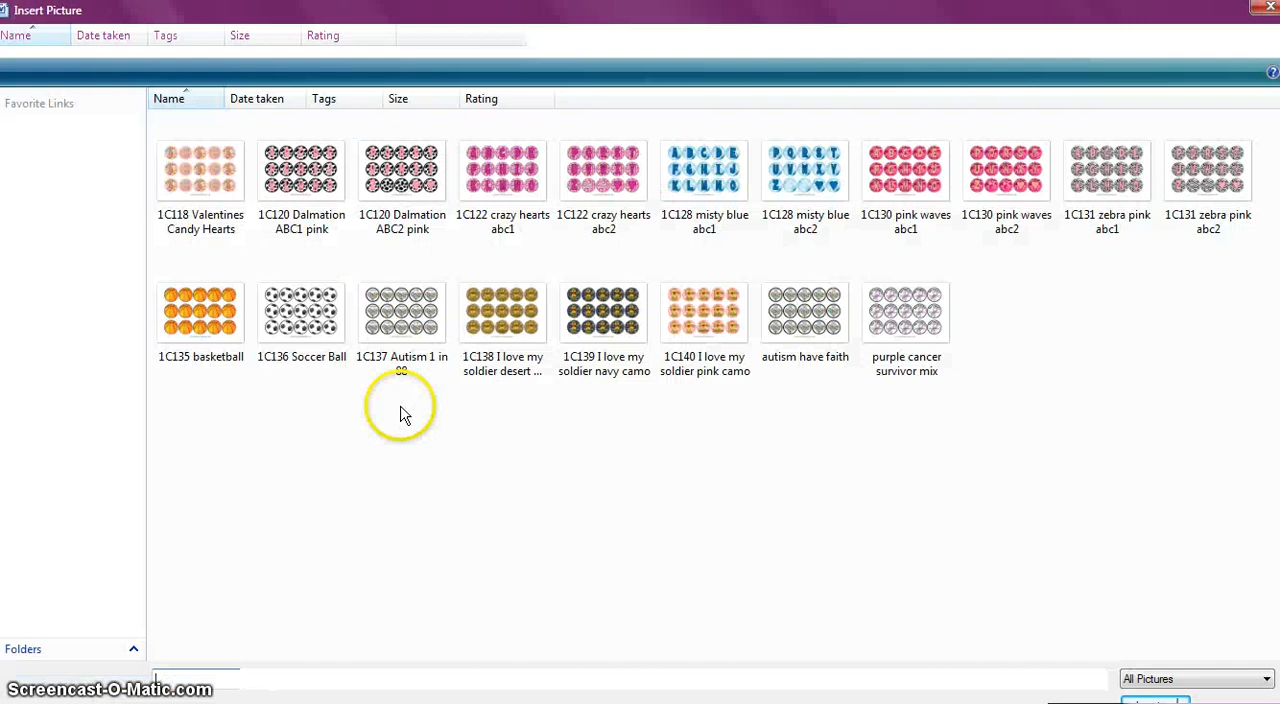 Insert Picture
Name Date taken Tags Size Rating
Favorite Links
Name Date taken Tags Size Rating
1C118 Valentines Candy Hearts
1C120 Dalmation ABC1 pink
1C120 Dalmation ABC2 pink
1C122 crazy hearts abc1
1C122 crazy hearts abc2
1C128 misty blue abc1
1C128 misty blue abc2
1C130 pink waves abc1
1C130 pink waves abc2
1C131 zebra pink abc1
1C131 zebra pink abc2
1C135 basketball
1C136 Soccer Ball
1C137 Autism 1 in 88
1C138 I love my soldier desert ...
1C139 I love my soldier navy camo
1C140 I love my soldier pink camo
autism have faith
purple cancer survivor mix
Folders
All Pictures
Screencast-O-Matic.com